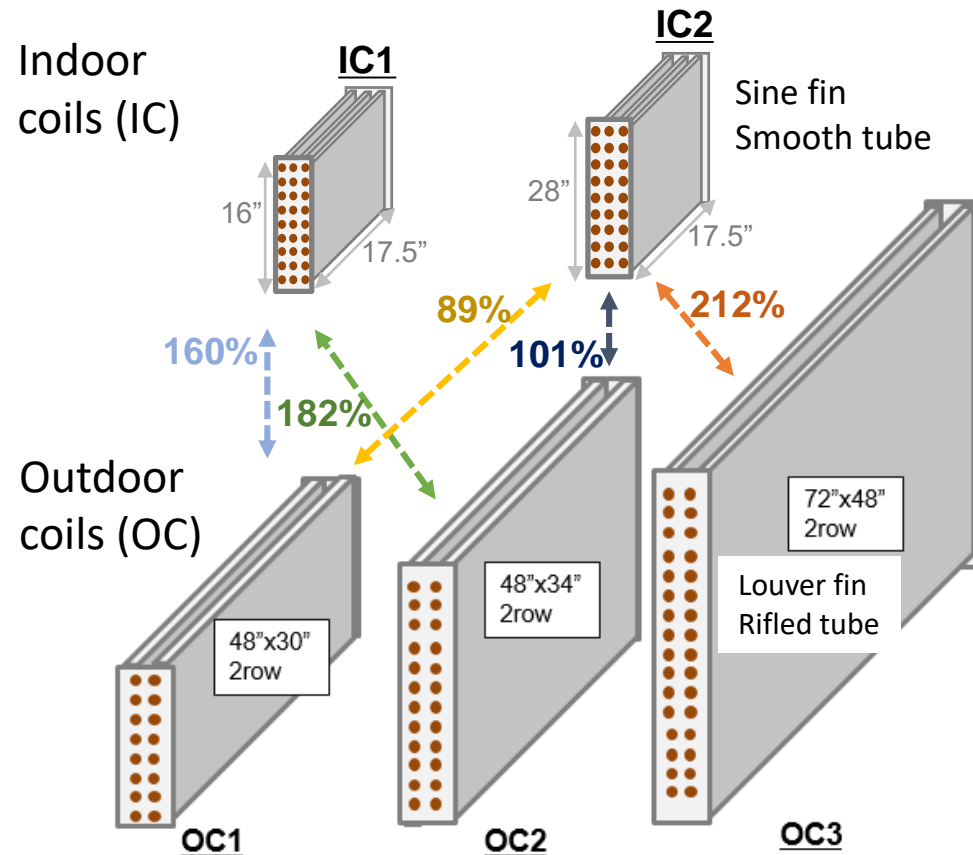 Indoor
coils (IC)
IC1
IC2
Sine fin
Smooth tube
16”
17.5”
28”
17.5”
160%
182%
89%
101%
212%
Outdoor
coils (OC)
48”x30”
2row
48”x34”
2row
72”x48”
2row
Louver fin
Rifled tube
OC1
OC2
OC3